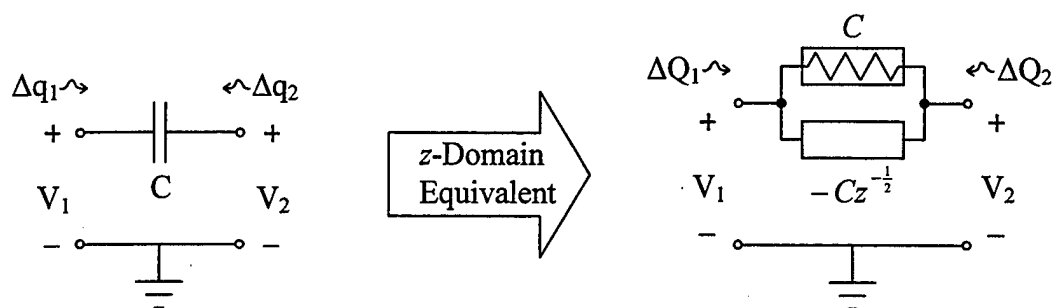 Δq₁ Δq₂
+ + 
C
V₁ V₂
− −
z-Domain
Equivalent
C
ΔQ₁ ΔQ₂
+ +
−Cz^{-1/2}
V₁ V₂
− −